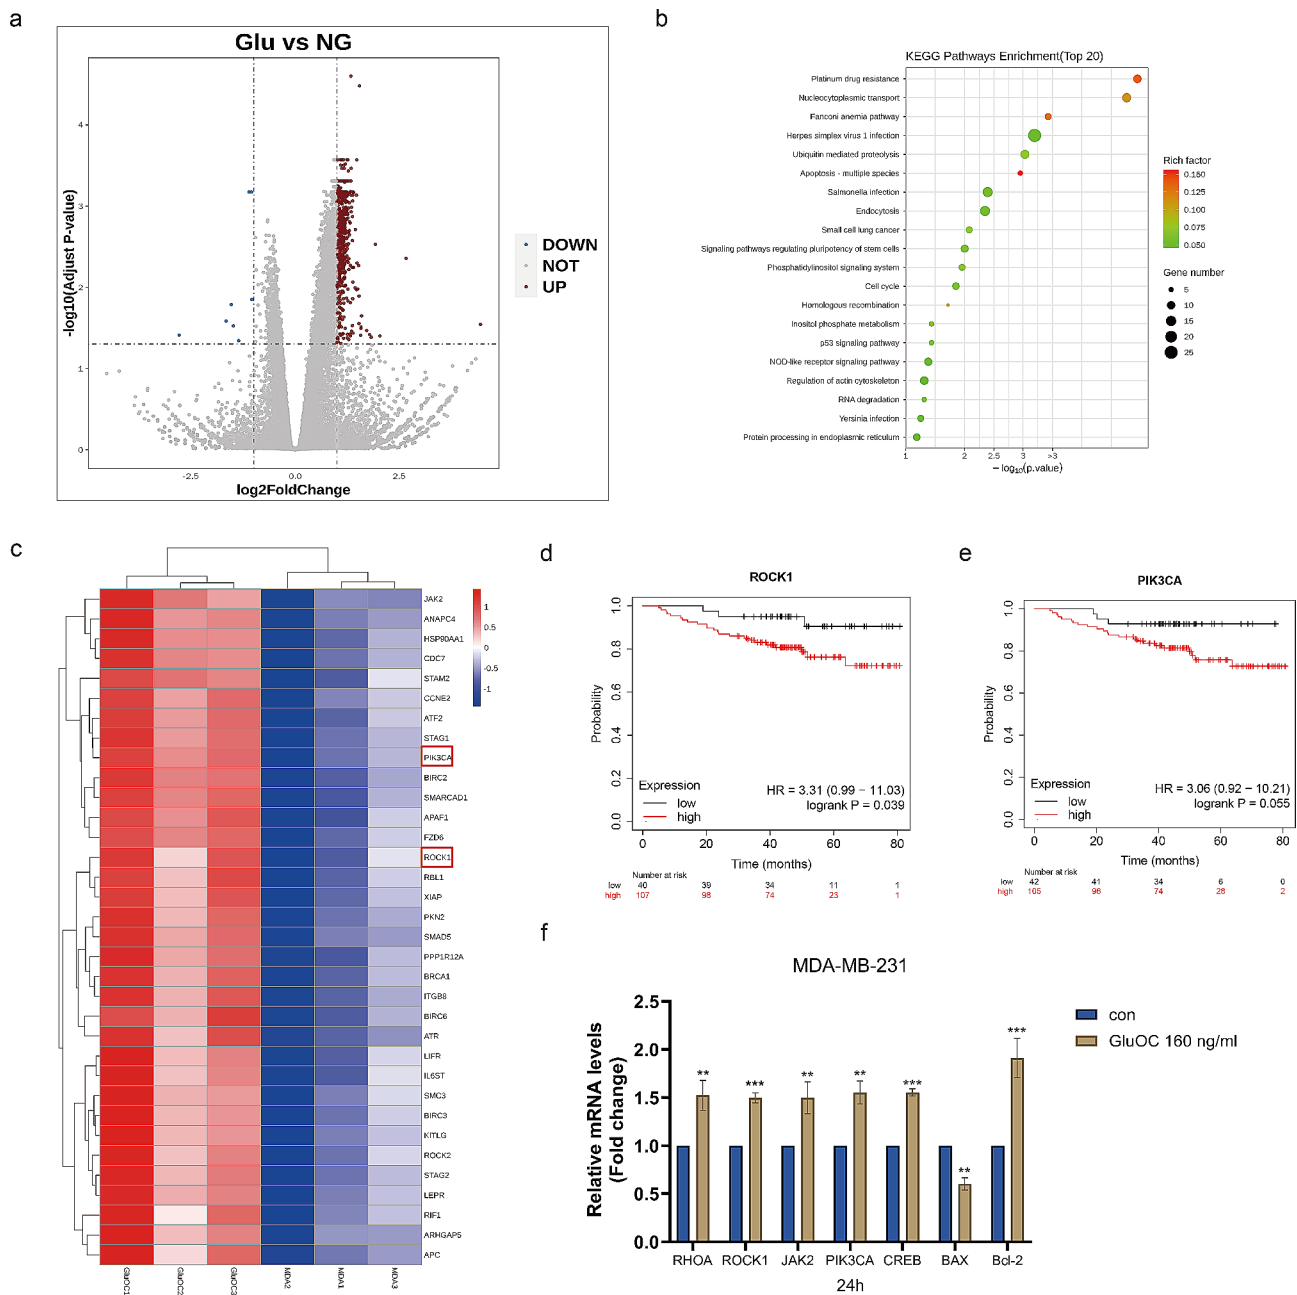 a
Glu vs NG
-log10(Adjust P-value)
4
3
2
1
0
-2.5
0.0
2.5
log2FoldChange
DOWN
NOT
UP
b
KEGG Pathways Enrichment(Top 20)
Platinum drug resistance
Nucleocytoplasmic transport
Fanconi anemia pathway
Herpes simplex virus 1 infection
Ubiquitin mediated proteolysis
Apoptosis - multiple species
Salmonella infection
Endocytosis
Small cell lung cancer
Signaling pathways regulating pluripotency of stem cells
Phosphatidylinositol signaling system
Cell cycle
Homologous recombination
Inositol phosphate metabolism
p53 signaling pathway
NOD-like receptor signaling pathway
Regulation of actin cytoskeleton
RNA degradation
Yersinia infection
Protein processing in endoplasmic reticulum
1
2
2.5
3
>3
−log10(p.value)
Rich factor
0.150
0.125
0.100
0.075
0.050
Gene number
5
10
15
20
25
c
1
0.5
0
-0.5
-1
JAK2
ANAPC4
HSP90AA1
CDC7
STAM2
CCNE2
ATF2
STAG1
PIK3CA
BIRC2
SMARCAD1
APAF1
FZD6
ROCK1
RBL1
XIAP
PKN2
SMAD5
PPP1R12A
BRCA1
ITGB8
BIRC6
ATR
LIFR
IL6ST
SMC3
BIRC3
KITLG
ROCK2
STAG2
LEPR
RIF1
ARHGAP5
APC
GluOC1
GluOC2
GluOC3
MDA2
MDA1
MDA3
d
ROCK1
Probability
1.0
0.8
0.6
0.4
0.2
0.0
Expression
low
high
HR = 3.31 (0.99 − 11.03)
logrank P = 0.039
0 20 40 60 80
Time (months)
Number at risk
low 40 39 34 11 1
high 107 98 74 23 1
e
PIK3CA
Probability
1.0
0.8
0.6
0.4
0.2
0.0
Expression
low
high
HR = 3.06 (0.92 − 10.21)
logrank P = 0.055
0 20 40 60 80
Time (months)
Number at risk
low 42 41 34 6 0
high 105 96 74 28 2
f
MDA-MB-231
Relative mRNA levels
(Fold change)
2.5
2.0
1.5
1.0
0.5
0.0
** *** ** ** *** ** ***
RHOA ROCK1 JAK2 PIK3CA CREB BAX Bcl-2
24h
con
GluOC 160 ng/ml